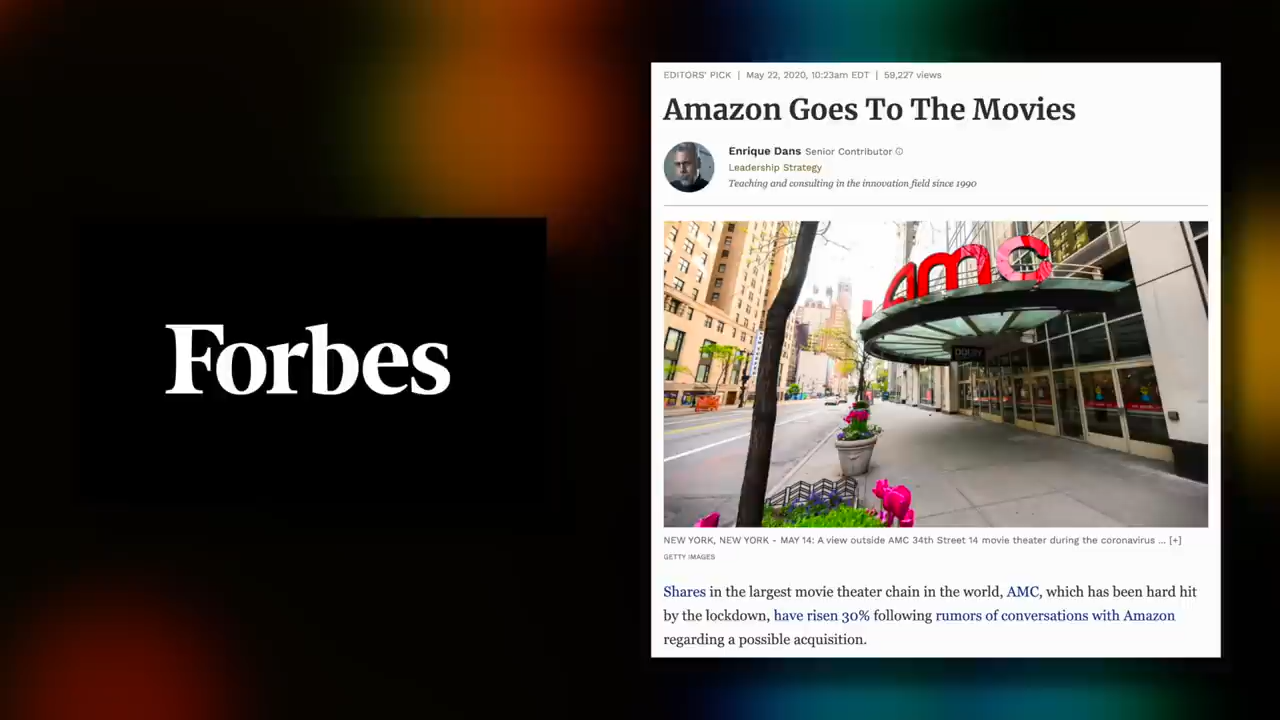 Forbes
EDITORS' PICK | May 22, 2020, 10:23am EDT | 59,227 views
Amazon Goes To The Movies
Enrique Dans Senior Contributor
Leadership Strategy
Teaching and consulting in the innovation field since 1990
amc
DOLBY
NEW YORK, NEW YORK - MAY 14: A view outside AMC 34th Street 14 movie theater during the coronavirus ... [+]
GETTY IMAGES
Shares in the largest movie theater chain in the world, AMC, which has been hard hit
by the lockdown, have risen 30% following rumors of conversations with Amazon
regarding a possible acquisition.